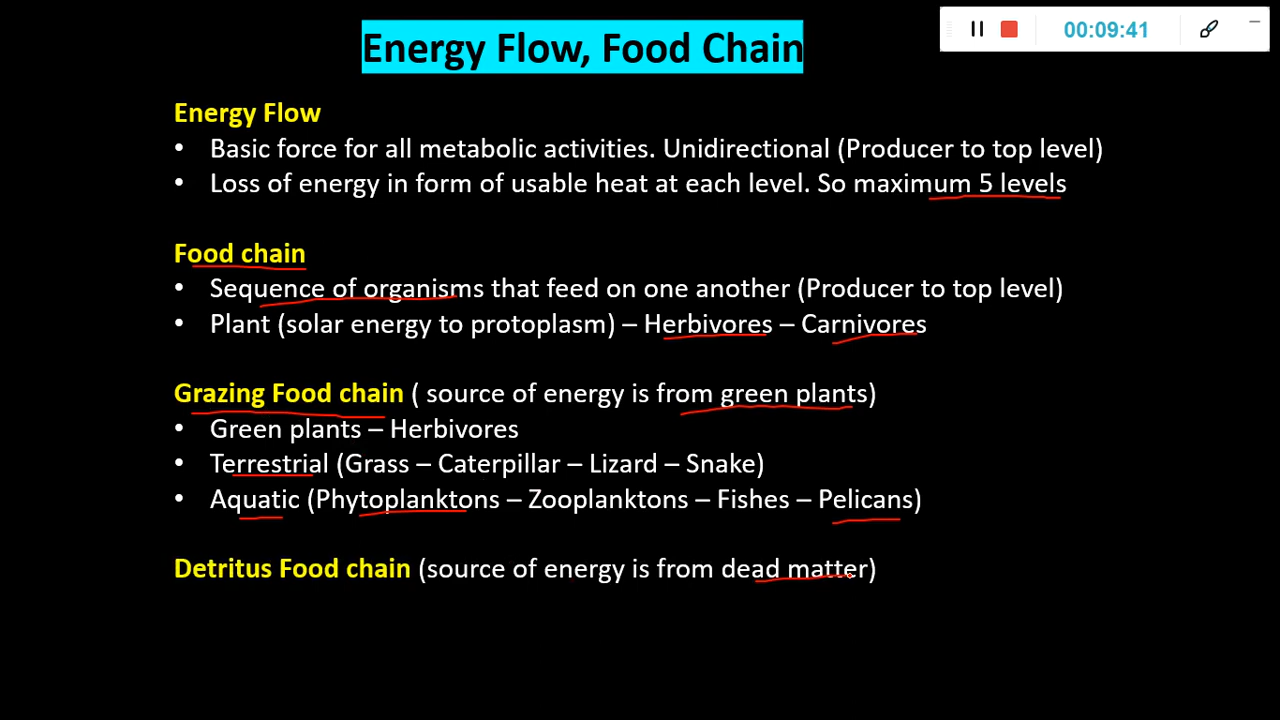 Energy Flow, Food Chain
00:09:41
Energy Flow
• Basic force for all metabolic activities. Unidirectional (Producer to top level)
• Loss of energy in form of usable heat at each level. So maximum 5 levels
Food chain
• Sequence of organisms that feed on one another (Producer to top level)
• Plant (solar energy to protoplasm) – Herbivores – Carnivores
Grazing Food chain ( source of energy is from green plants)
• Green plants – Herbivores
• Terrestrial (Grass – Caterpillar – Lizard – Snake)
• Aquatic (Phytoplanktons – Zooplanktons – Fishes – Pelicans)
Detritus Food chain (source of energy is from dead matter)